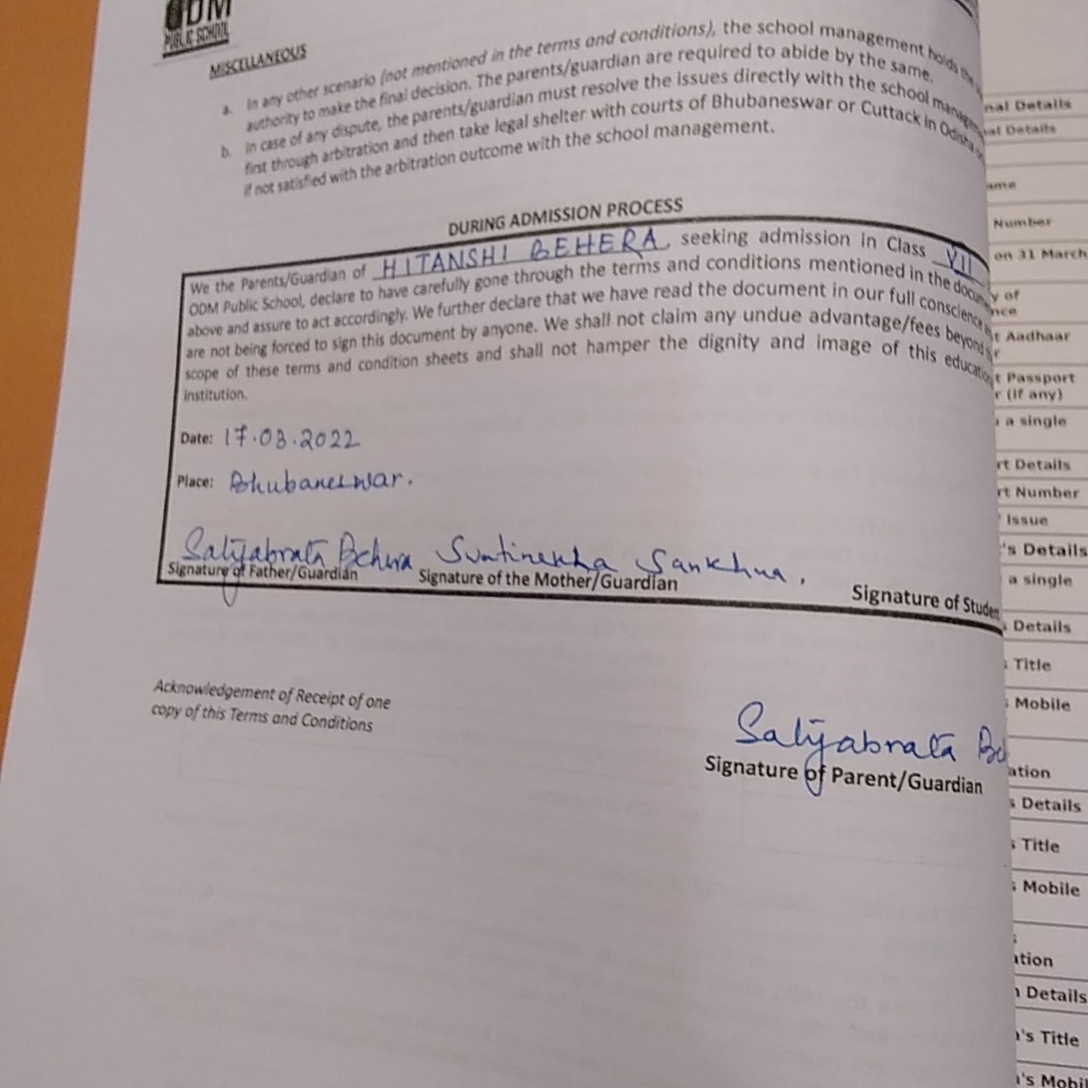 ODM
PUBLIC SCHOOL
MISCELLANEOUS
a. In any other scenario (not mentioned in the terms and conditions), the school management holds the
authority to make the final decision. The parents/guardian are required to abide by the same.
b. In case of any dispute, the parents/guardian must resolve the issues directly with the school
first through arbitration and then take legal shelter with courts of Bhubaneswar or Cuttack in Odisha
if not satisfied with the arbitration outcome with the school management.
DURING ADMISSION PROCESS
We the Parents/Guardian of HITANSHI BEHERA, seeking admission in Class VII
ODM Public School, declare to have carefully gone through the terms and conditions mentioned in the
above and assure to act accordingly. We further declare that we have read the document in our full conscience
are not being forced to sign this document by anyone. We shall not claim any undue advantage/fees beyond
scope of these terms and condition sheets and shall not hamper the dignity and image of this
institution.
Date: 17.03.2022
Place: Bhubaneswar.
Satyabrata Behera Sankhua.
Signature of Father/Guardian Signature of the Mother/Guardian Signature of Studen
Acknowledgement of Receipt of one
copy of this Terms and Conditions
Satyabrata Be
Signature of Parent/Guardian
nal Details
al Details
ame
Number
on 31 March
y of
nce
t Aadhaar
r
t Passport
r (if any)
a single
rt Details
rt Number
Issue
's Details
a single
Details
Title
Mobile
ation
s Details
s Title
s Mobile
ation
n Details
n's Title
n's Mobi